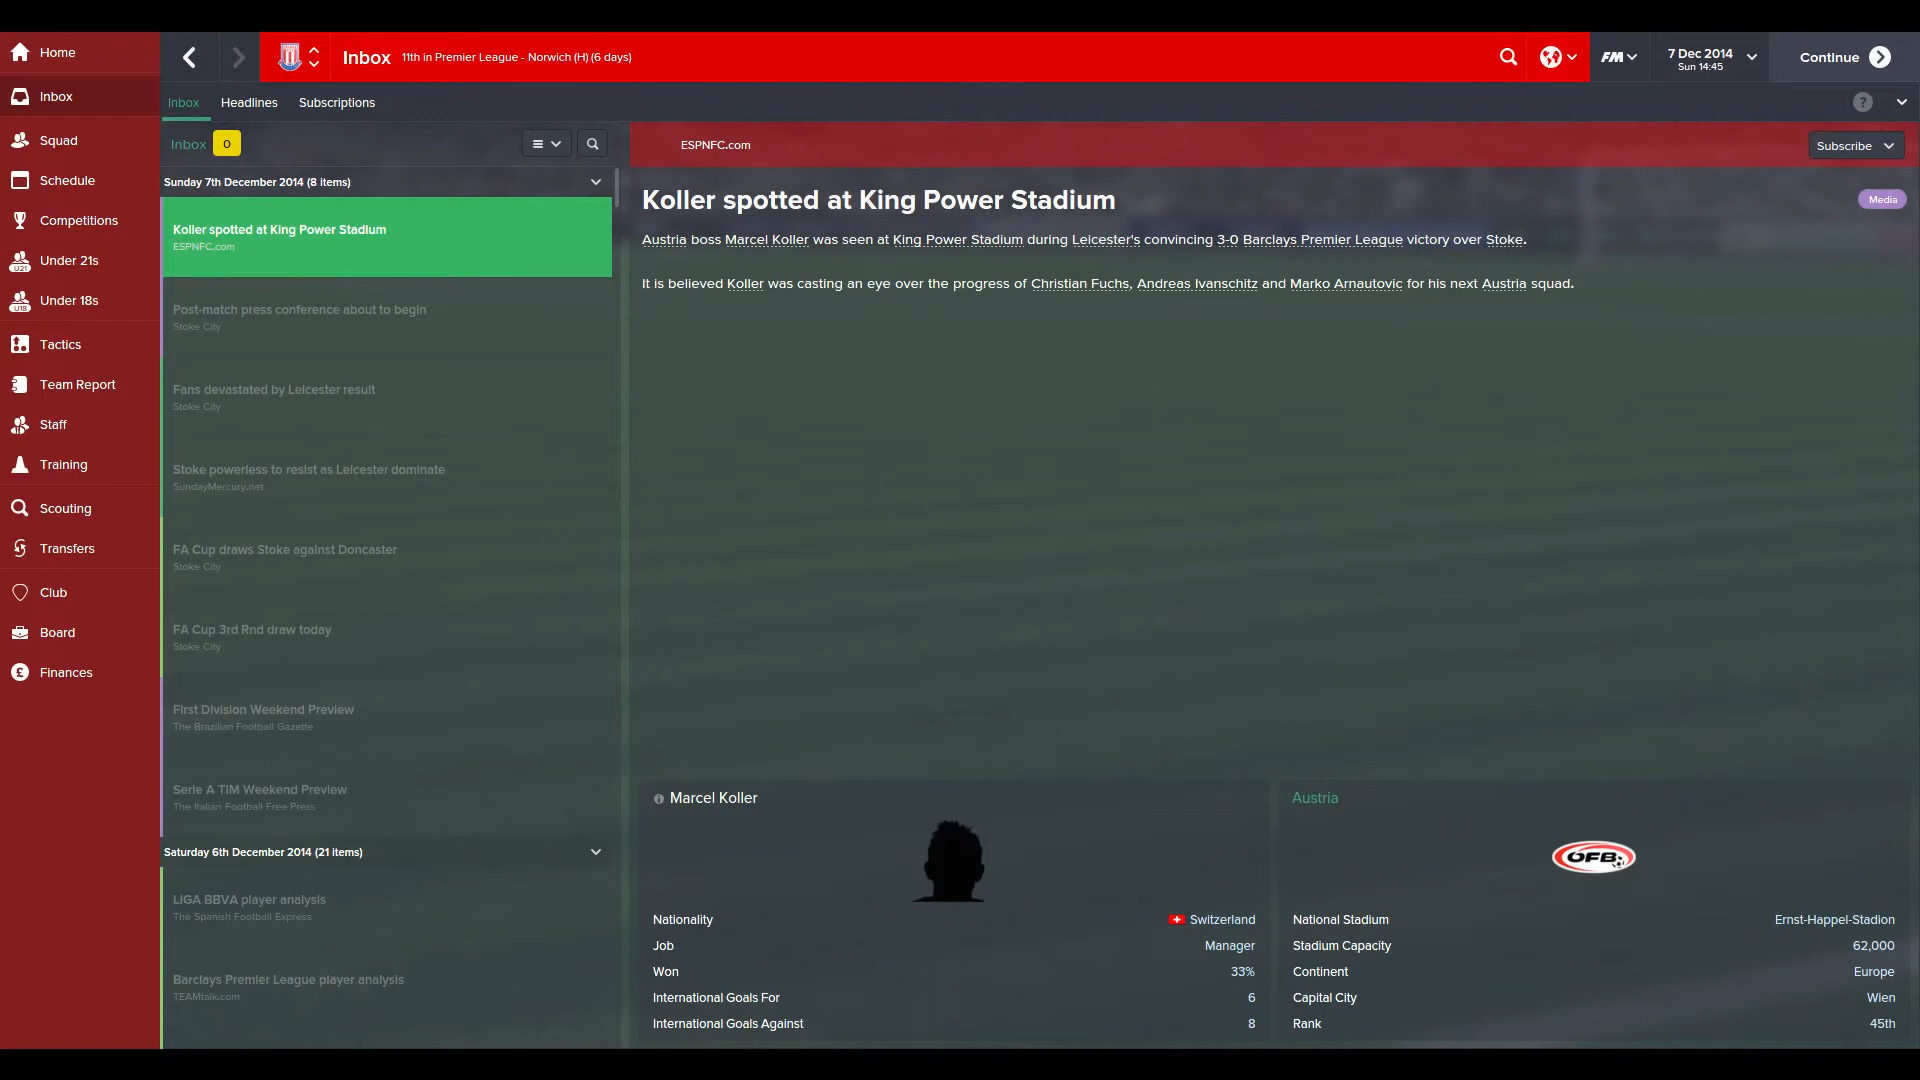 Home
Inbox
Squad
Schedule
Competitions
U21
Under 21s
U18
Under 18s
Tactics
Team Report
Staff
Training
Scouting
Transfers
Club
Board
£
Finances
Inbox
11th in Premier League - Norwich (H) (6 days)
FM
7 Dec 2014
Sun 14:45
Continue
Inbox
Headlines
Subscriptions
?
Inbox
0
Sunday 7th December 2014 (8 items)
Koller spotted at King Power Stadium
ESPNFC.com
Post-match press conference about to begin
Stoke City
Fans devastated by Leicester result
Stoke City
Stoke powerless to resist as Leicester dominate
SundayMercury.net
FA Cup draws Stoke against Doncaster
Stoke City
FA Cup 3rd Rnd draw today
Stoke City
First Division Weekend Preview
The Brazilian Football Gazette
Serie A TIM Weekend Preview
The Italian Football Free Press
Saturday 6th December 2014 (21 items)
LIGA BBVA player analysis
The Spanish Football Express
Barclays Premier League player analysis
TEAMtalk.com
ESPNFC.com
Subscribe
Koller spotted at King Power Stadium
Media
Austria boss Marcel Koller was seen at King Power Stadium during Leicester's convincing 3-0 Barclays Premier League victory over Stoke.
It is believed Koller was casting an eye over the progress of Christian Fuchs, Andreas Ivanschitz and Marko Arnautovic for his next Austria squad.
Marcel Koller
Nationality Switzerland
Job Manager
Won 33%
International Goals For 6
International Goals Against 8
Austria
ÖFB
National Stadium Ernst-Happel-Stadion
Stadium Capacity 62,000
Continent Europe
Capital City Wien
Rank 45th